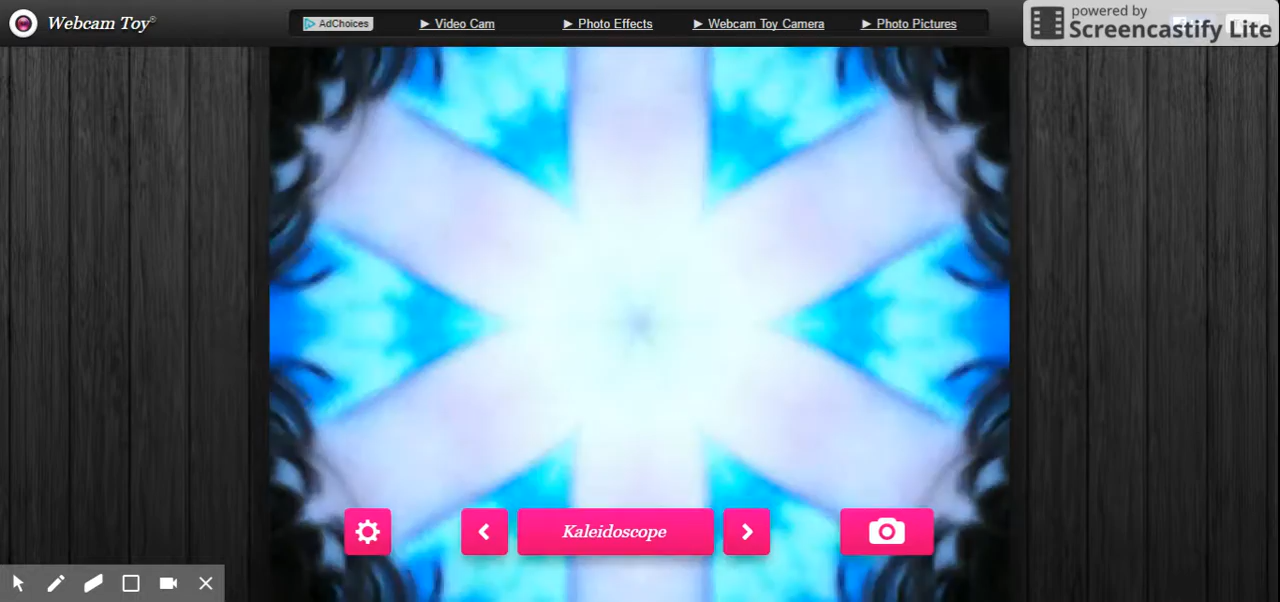 Webcam Toy®
AdChoices
► Video Cam
► Photo Effects
► Webcam Toy Camera
► Photo Pictures
powered by
Screencastify Lite
Kaleidoscope